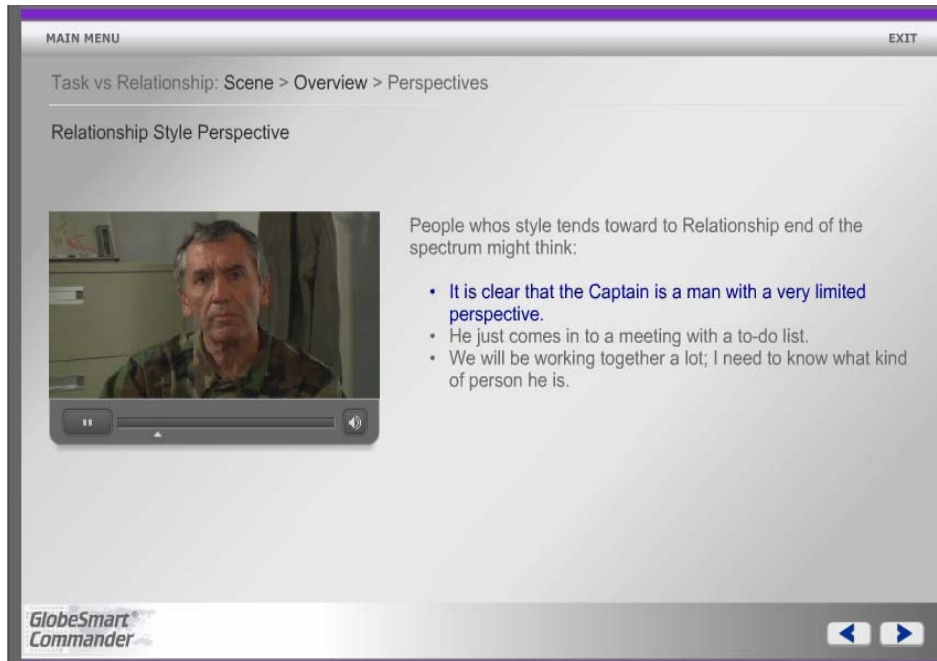 MAIN MENU
EXIT
Task vs Relationship: Scene > Overview > Perspectives
Relationship Style Perspective
People whos style tends toward to Relationship end of the
spectrum might think:
• It is clear that the Captain is a man with a very limited
perspective.
• He just comes in to a meeting with a to-do list.
• We will be working together a lot; I need to know what kind
of person he is.
GlobeSmart®
Commander